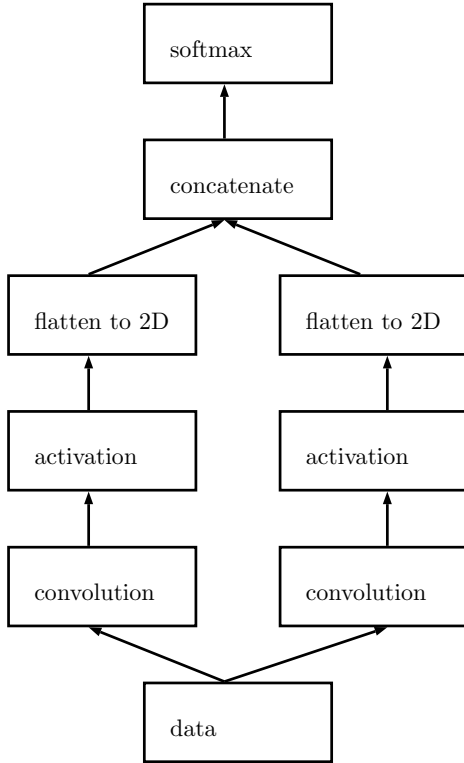 softmax
concatenate
flatten to 2D
flatten to 2D
activation
activation
convolution
convolution
data